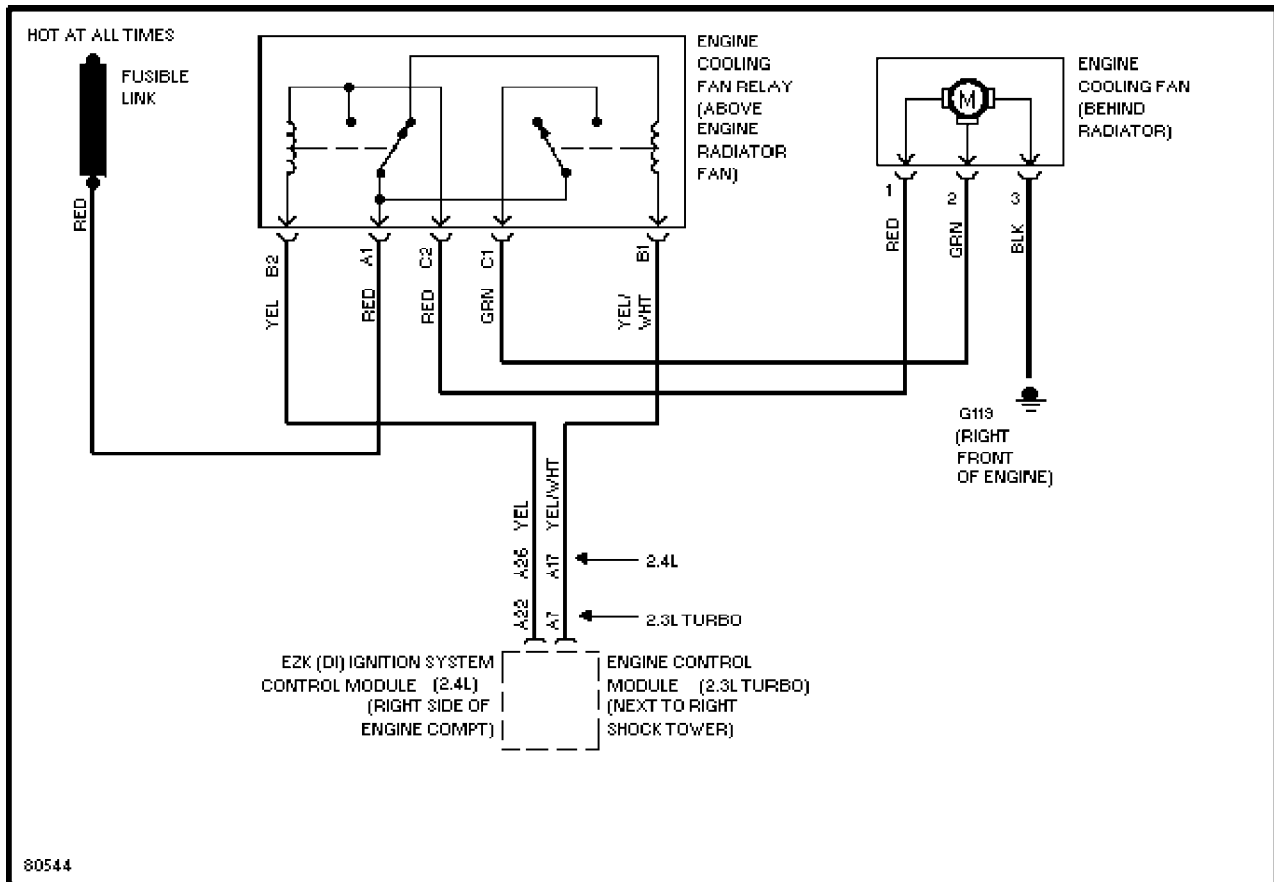 HOT AT ALL TIMES
FUSIBLE
LINK
RED
ENGINE
COOLING
FAN RELAY
(ABOVE
ENGINE
RADIATOR
FAN)
M
ENGINE
COOLING FAN
(BEHIND
RADIATOR)
B2
A1
C2
C1
B1
YEL
RED
RED
GRN
YEL/
WHT
1
2
3
RED
GRN
BLK
G119
(RIGHT
FRONT
OF ENGINE)
YEL
YEL/WHT
A26
A17
2.4L
A22
A7
2.3L TURBO
EZK (DI) IGNITION SYSTEM
CONTROL MODULE (2.4L)
(RIGHT SIDE OF
ENGINE COMPT)
ENGINE CONTROL
MODULE (2.3L TURBO)
(NEXT TO RIGHT
SHOCK TOWER)
80544